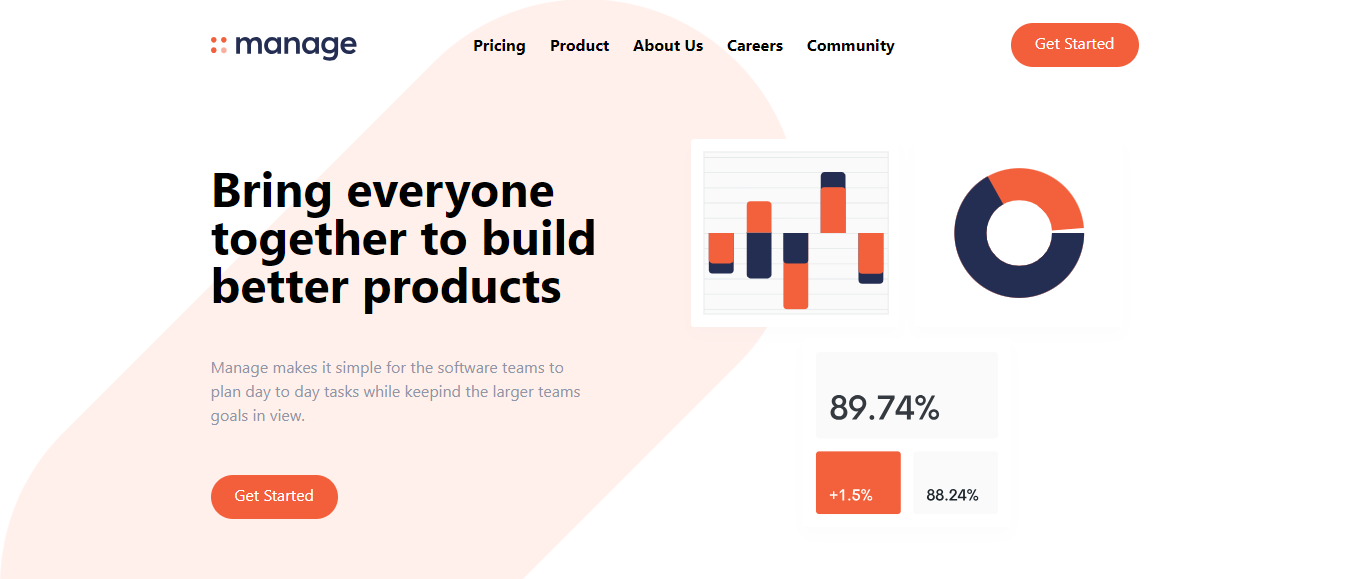 manage
Pricing Product About Us Careers Community
Get Started
Bring everyone
together to build
better products
Manage makes it simple for the software teams to
plan day to day tasks while keepind the larger teams
goals in view.
Get Started
89.74%
+1.5% 88.24%